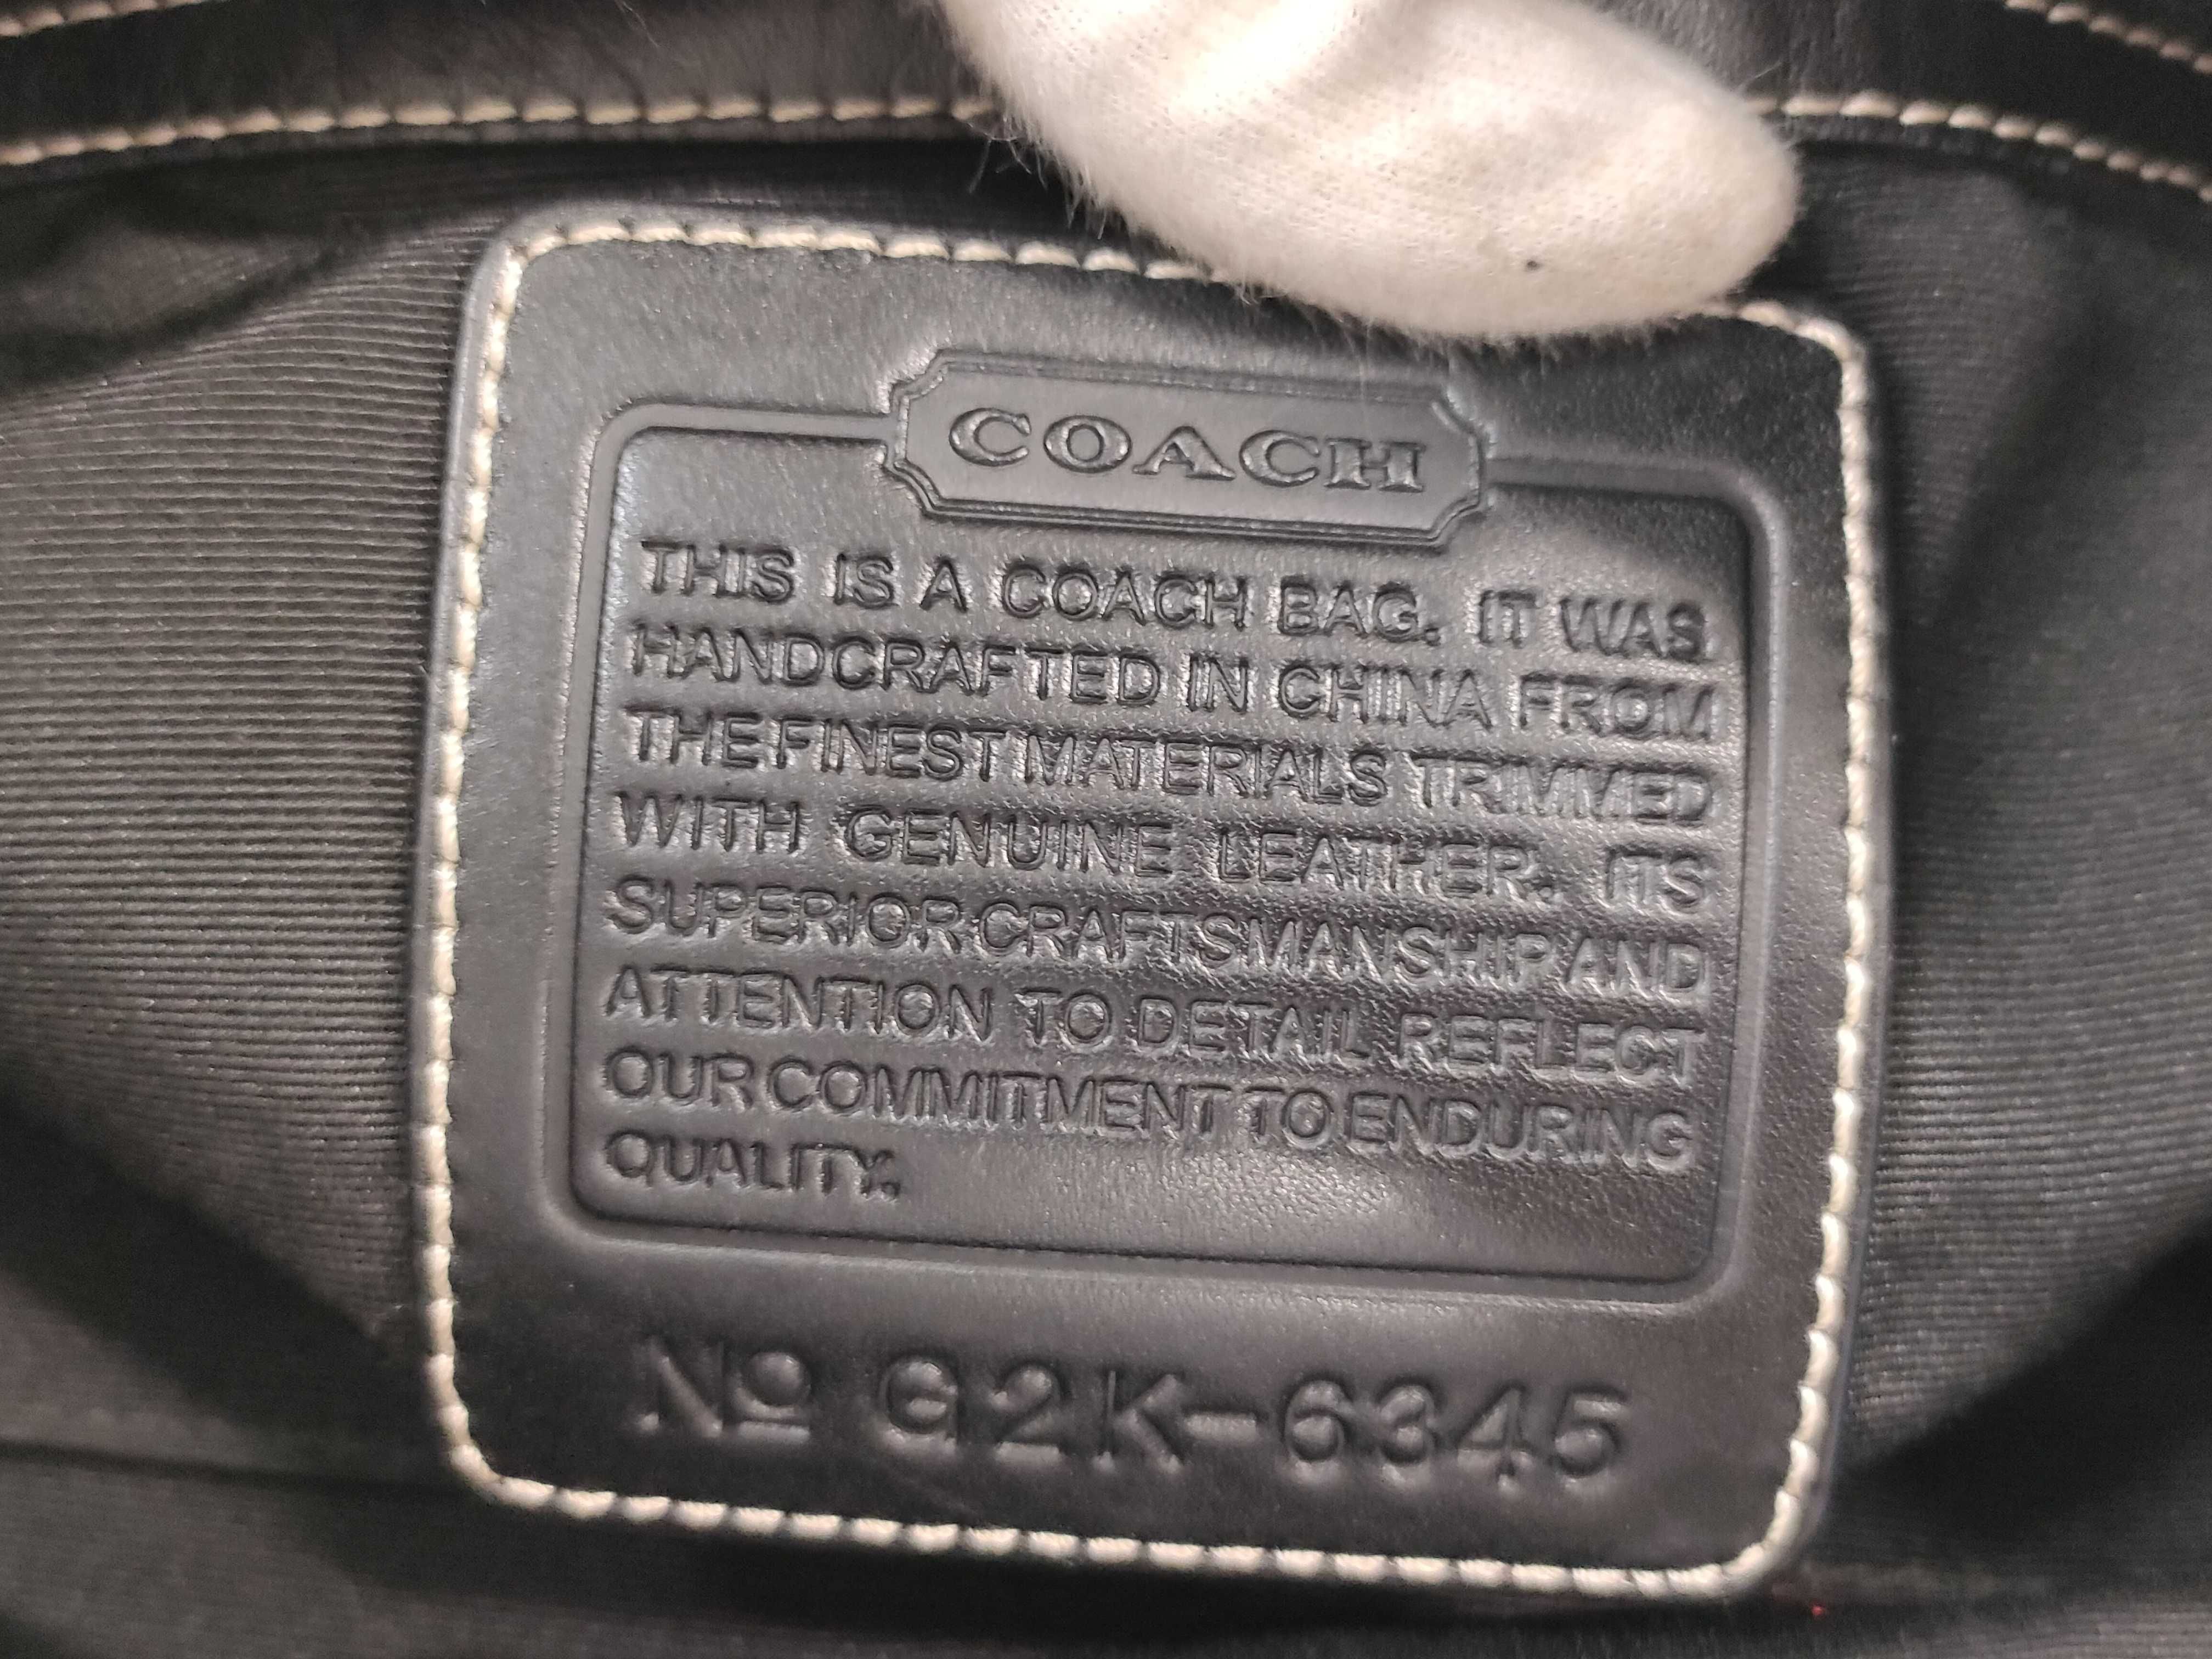 COACH
THIS IS A COACH BAG. IT WAS
HANDCRAFTED IN CHINA FROM
THE FINEST MATERIALS TRIMMED
WITH GENUINE LEATHER. ITS
SUPERIOR CRAFTSMANSHIP AND
ATTENTION TO DETAIL REFLECT
OUR COMMITMENT TO ENDURING
QUALITY.
Nº G2K-6345